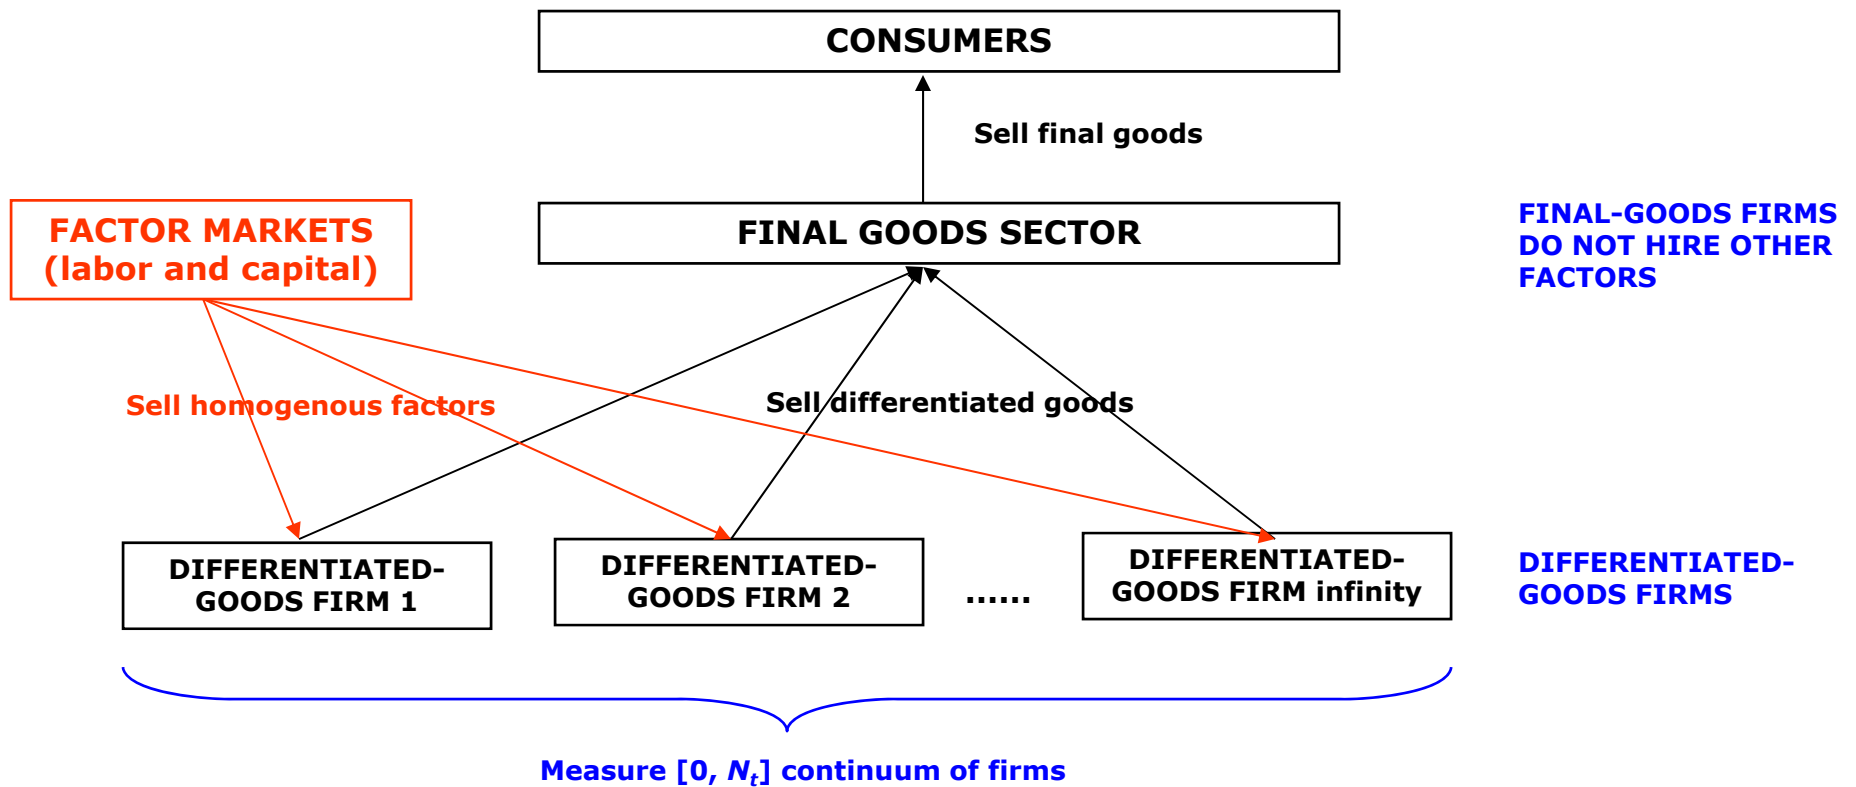 CONSUMERS
Sell final goods
FACTOR MARKETS
(labor and capital)
FINAL GOODS SECTOR
FINAL-GOODS FIRMS
DO NOT HIRE OTHER
FACTORS
Sell homogenous factors
Sell differentiated goods
DIFFERENTIATED-
GOODS FIRM 1
DIFFERENTIATED-
GOODS FIRM 2
......
DIFFERENTIATED-
GOODS FIRM infinity
DIFFERENTIATED-
GOODS FIRMS
Measure [0, Nt] continuum of firms